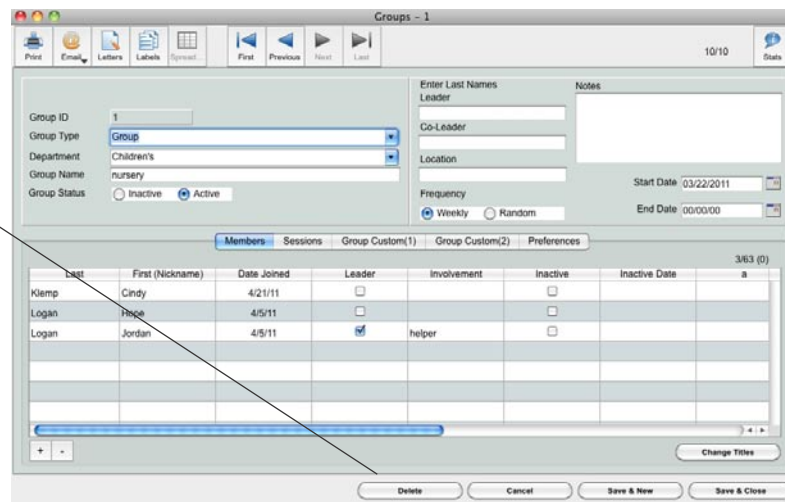 Groups - 1
Print Email Letters Labels Spread... First Previous Next Last 10/10 Stats
Enter Last Names
Leader
Notes
Group ID 1
Group Type Group
Co-Leader
Department Children's
Location
Group Name nursery
Start Date 03/22/2011
Group Status Inactive Active
Frequency
Weekly Random
End Date 00/00/00
Members Sessions Group Custom(1) Group Custom(2) Preferences
3/63 (0)
Last First (Nickname) Date Joined Leader Involvement Inactive Inactive Date a
Klemp Cindy 4/21/11
Logan Hope 4/5/11
Logan Jordan 4/5/11 helper
+ - Change Titles
Delete Cancel Save & New Save & Close